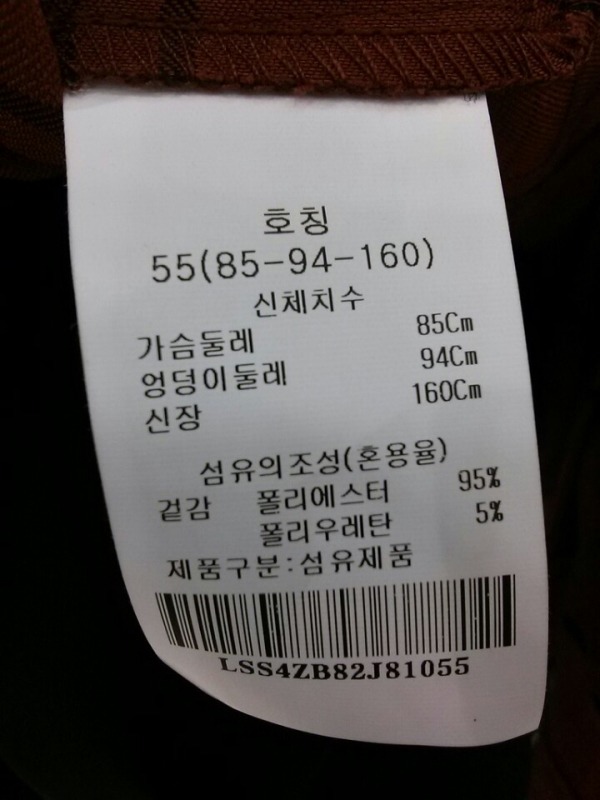 호칭
55(85-94-160)
신체치수
가슴둘레 85Cm
엉덩이둘레 94Cm
신장 160Cm
섬유의조성(혼용율)
겉감 폴리에스터 95%
폴리우레탄 5%
제품구분:섬유제품
LSS4ZB82J81055